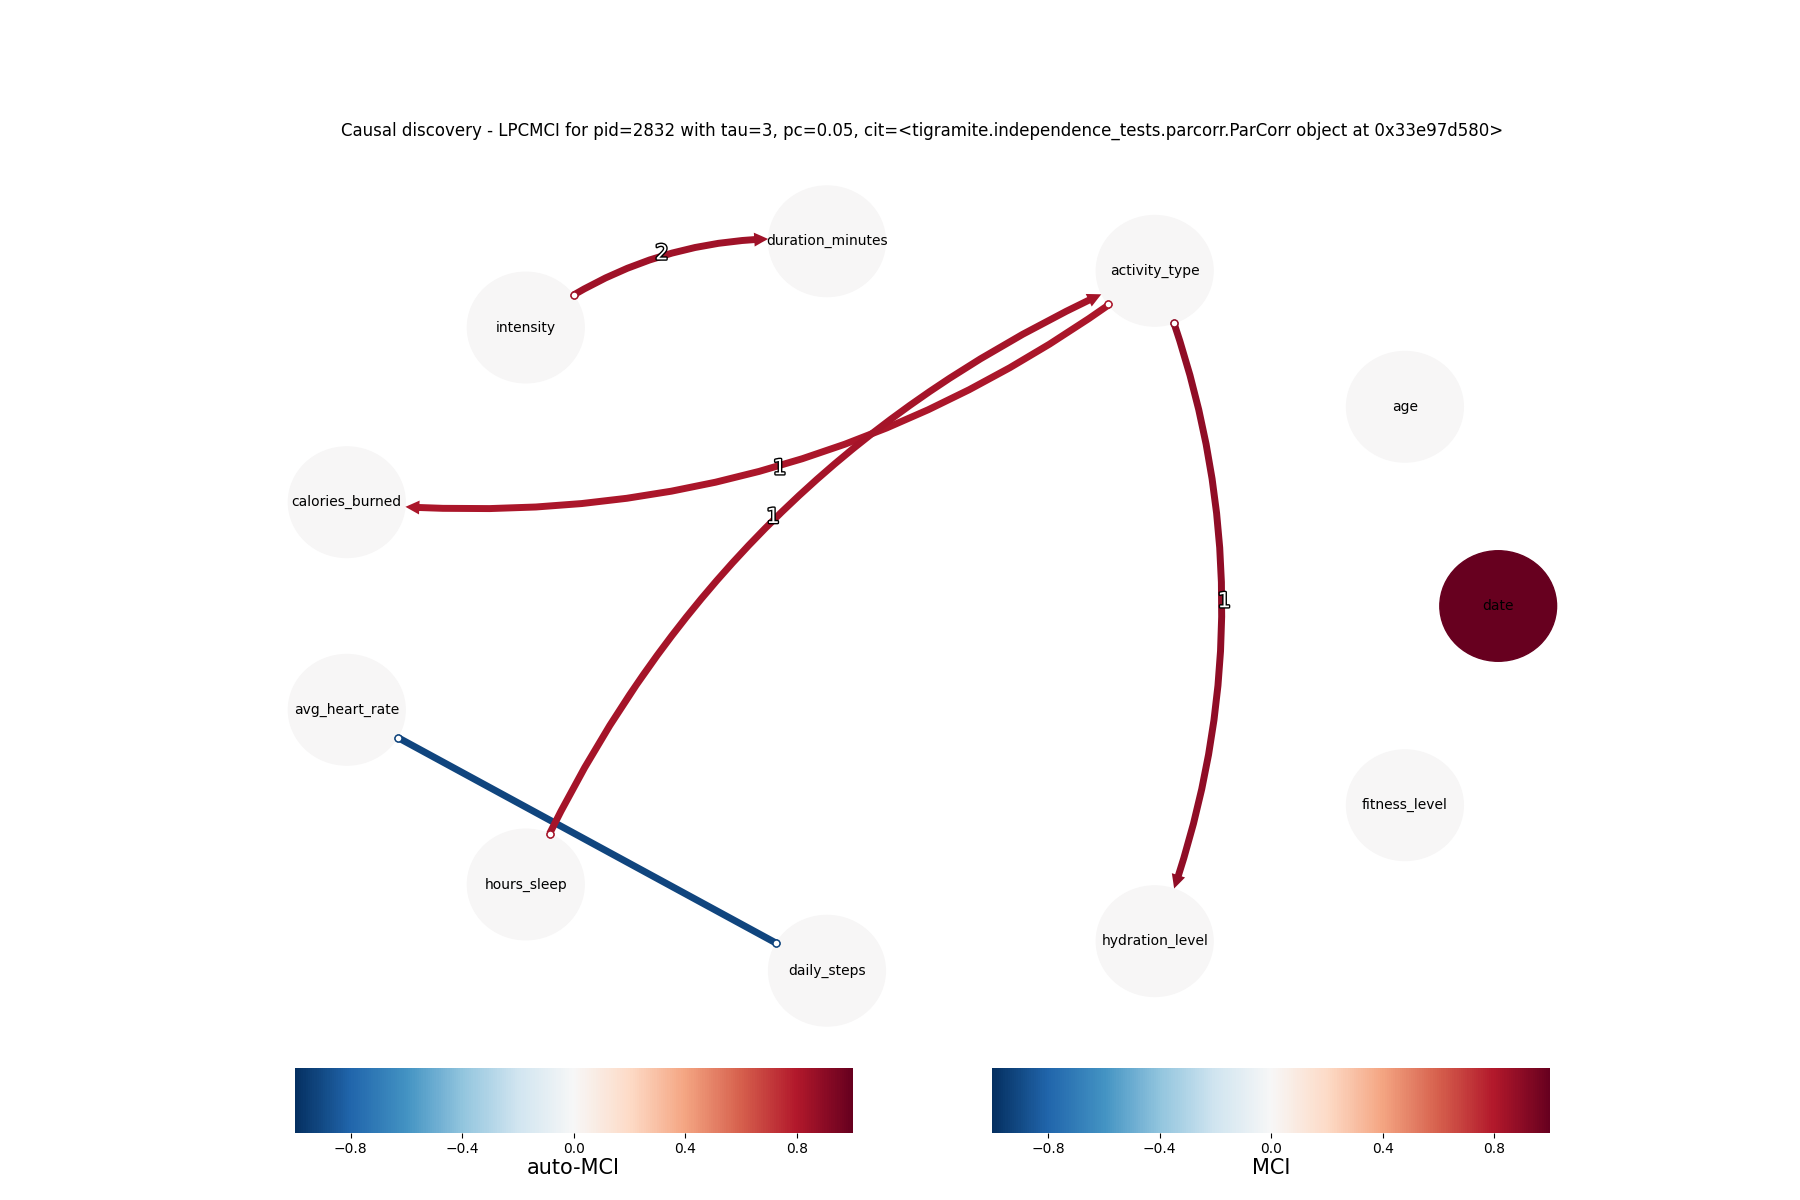 Causal discovery - LPCMCI for pid=2832 with tau=3, pc=0.05, cit=<tigramite.independence_tests.parcorr.ParCorr object at 0x33e97d580>
duration_minutes
2
activity_type
intensity
age
1
calories_burned
1
1
date
avg_heart_rate
fitness_level
hours_sleep
hydration_level
daily_steps
−0.8 −0.4 0.0 0.4 0.8
auto-MCI
−0.8 −0.4 0.0 0.4 0.8
MCI